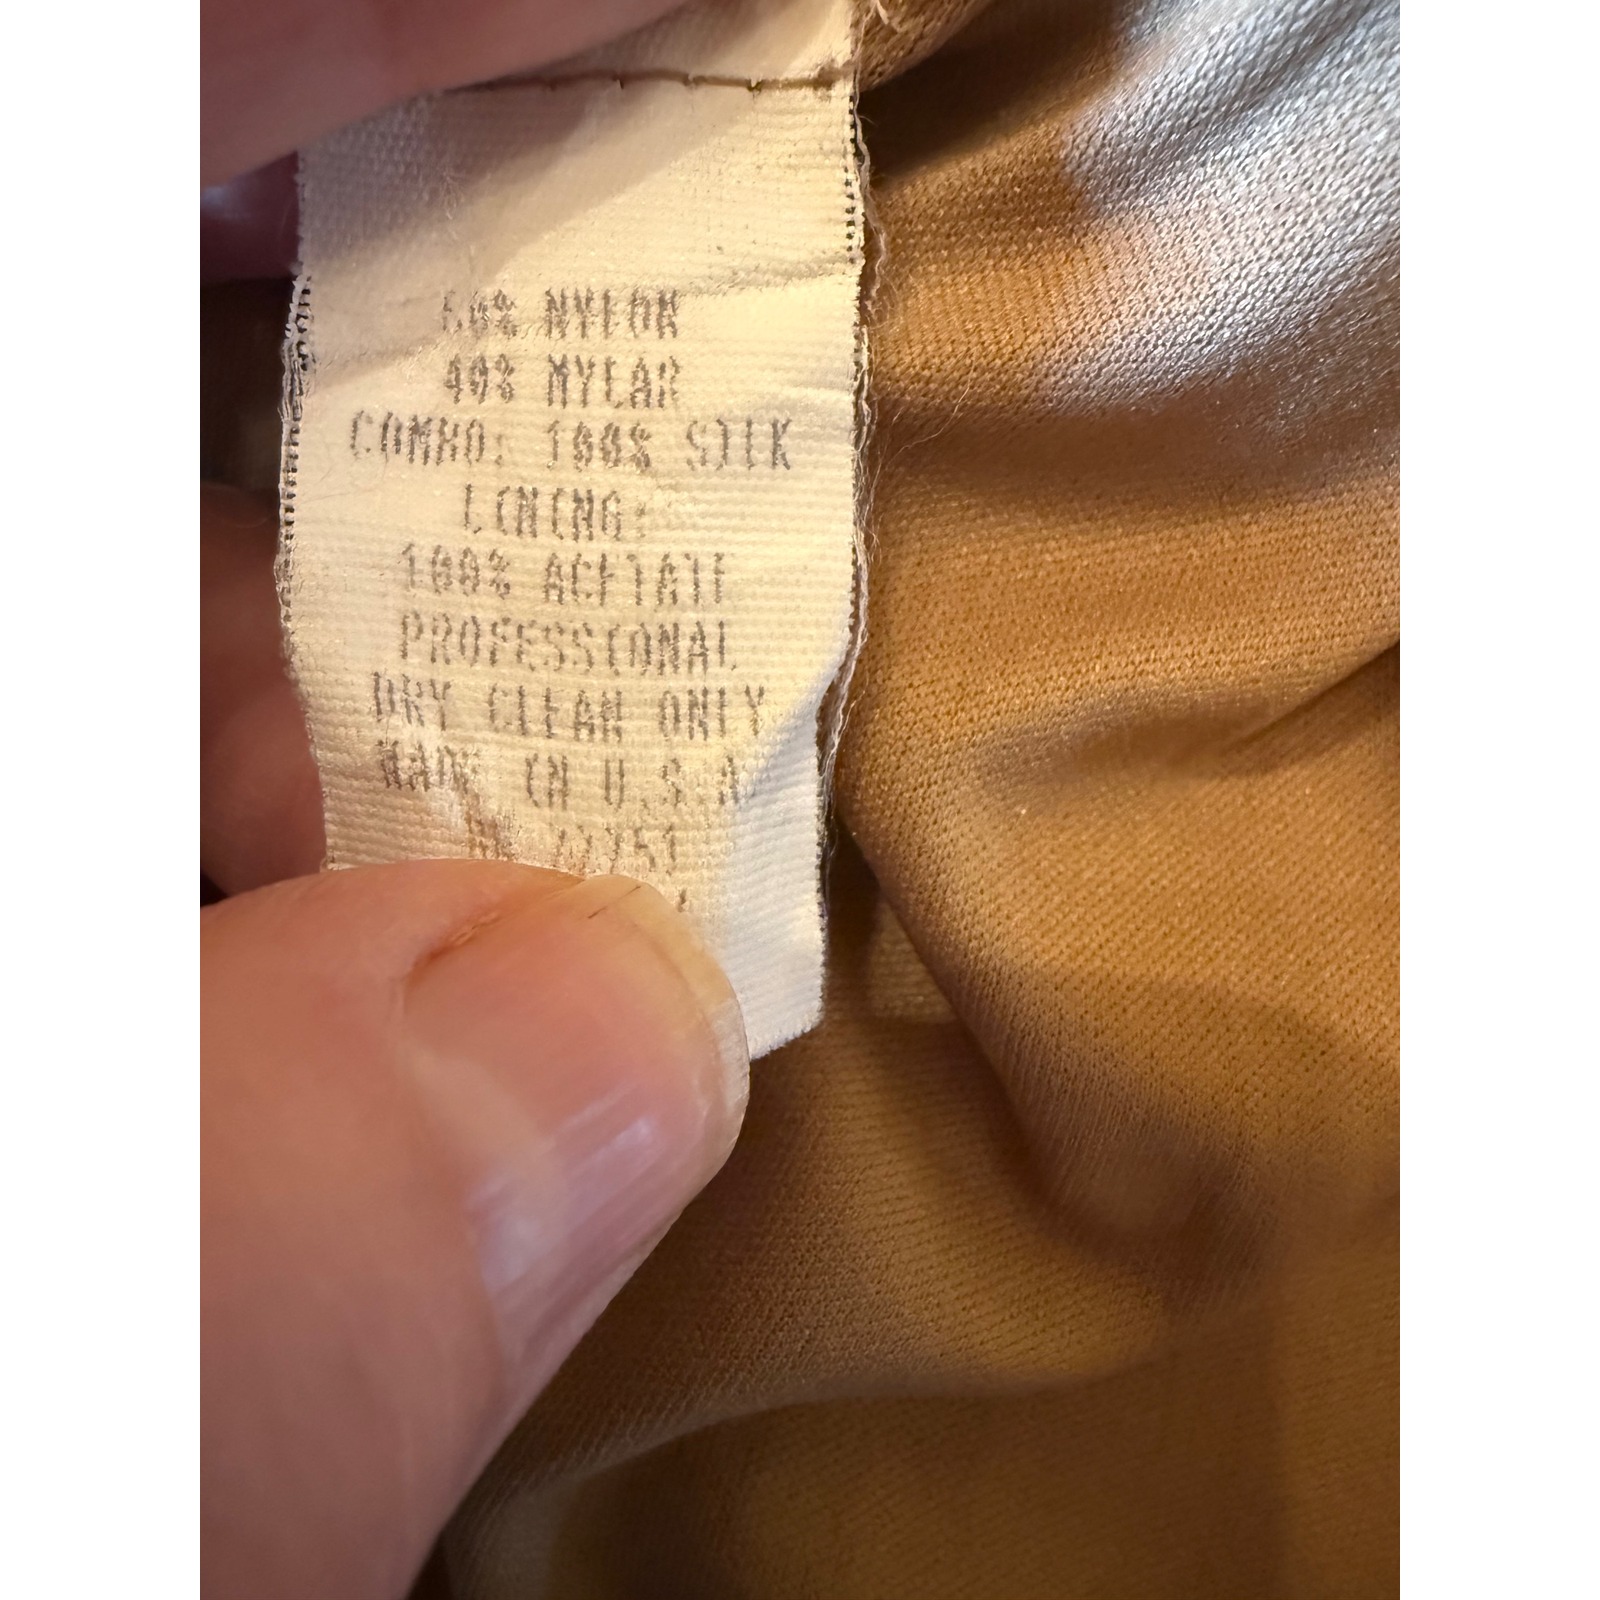 60% NYLON
40% MYLAR
COMBO: 100% SILK
LINING:
100% ACETATE
PROFESSIONAL
DRY CLEAN ONLY
MADE IN U.S.A.